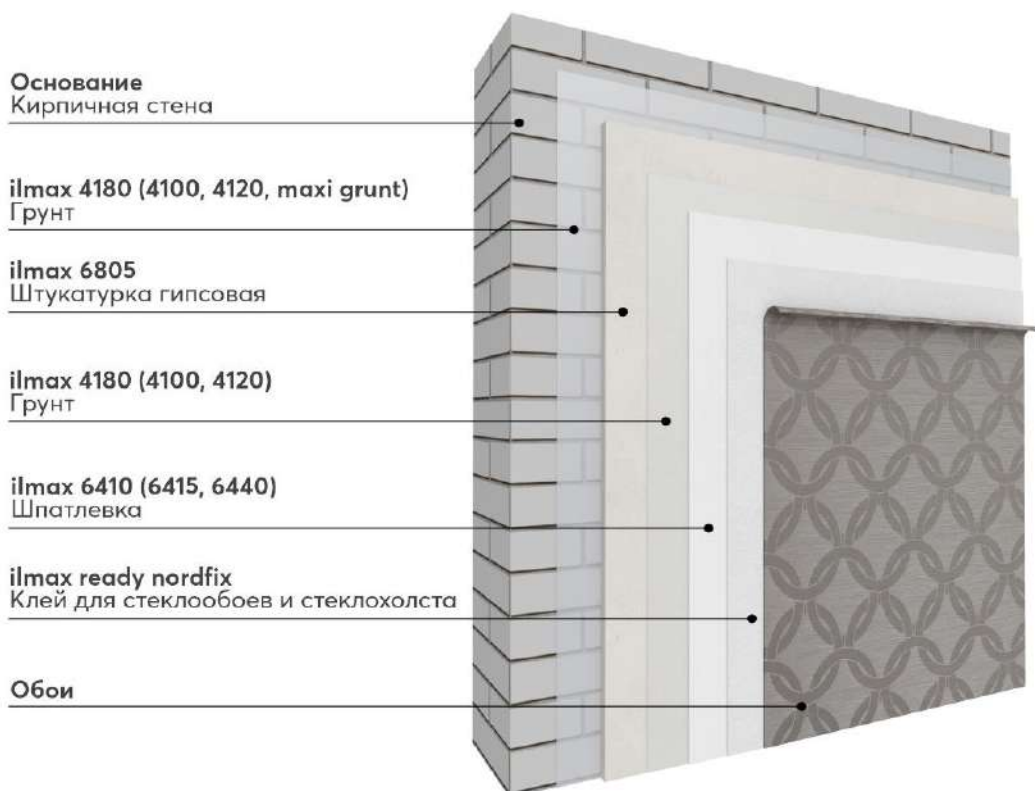 Основание
Кирпичная стена
ilmax 4180 (4100, 4120, maxi grunt)
Грунт
ilmax 6805
Штукатурка гипсовая
ilmax 4180 (4100, 4120)
Грунт
ilmax 6410 (6415, 6440)
Шпатлевка
ilmax ready nordfix
Клей для стеклообоев и стеклохолста
Обои